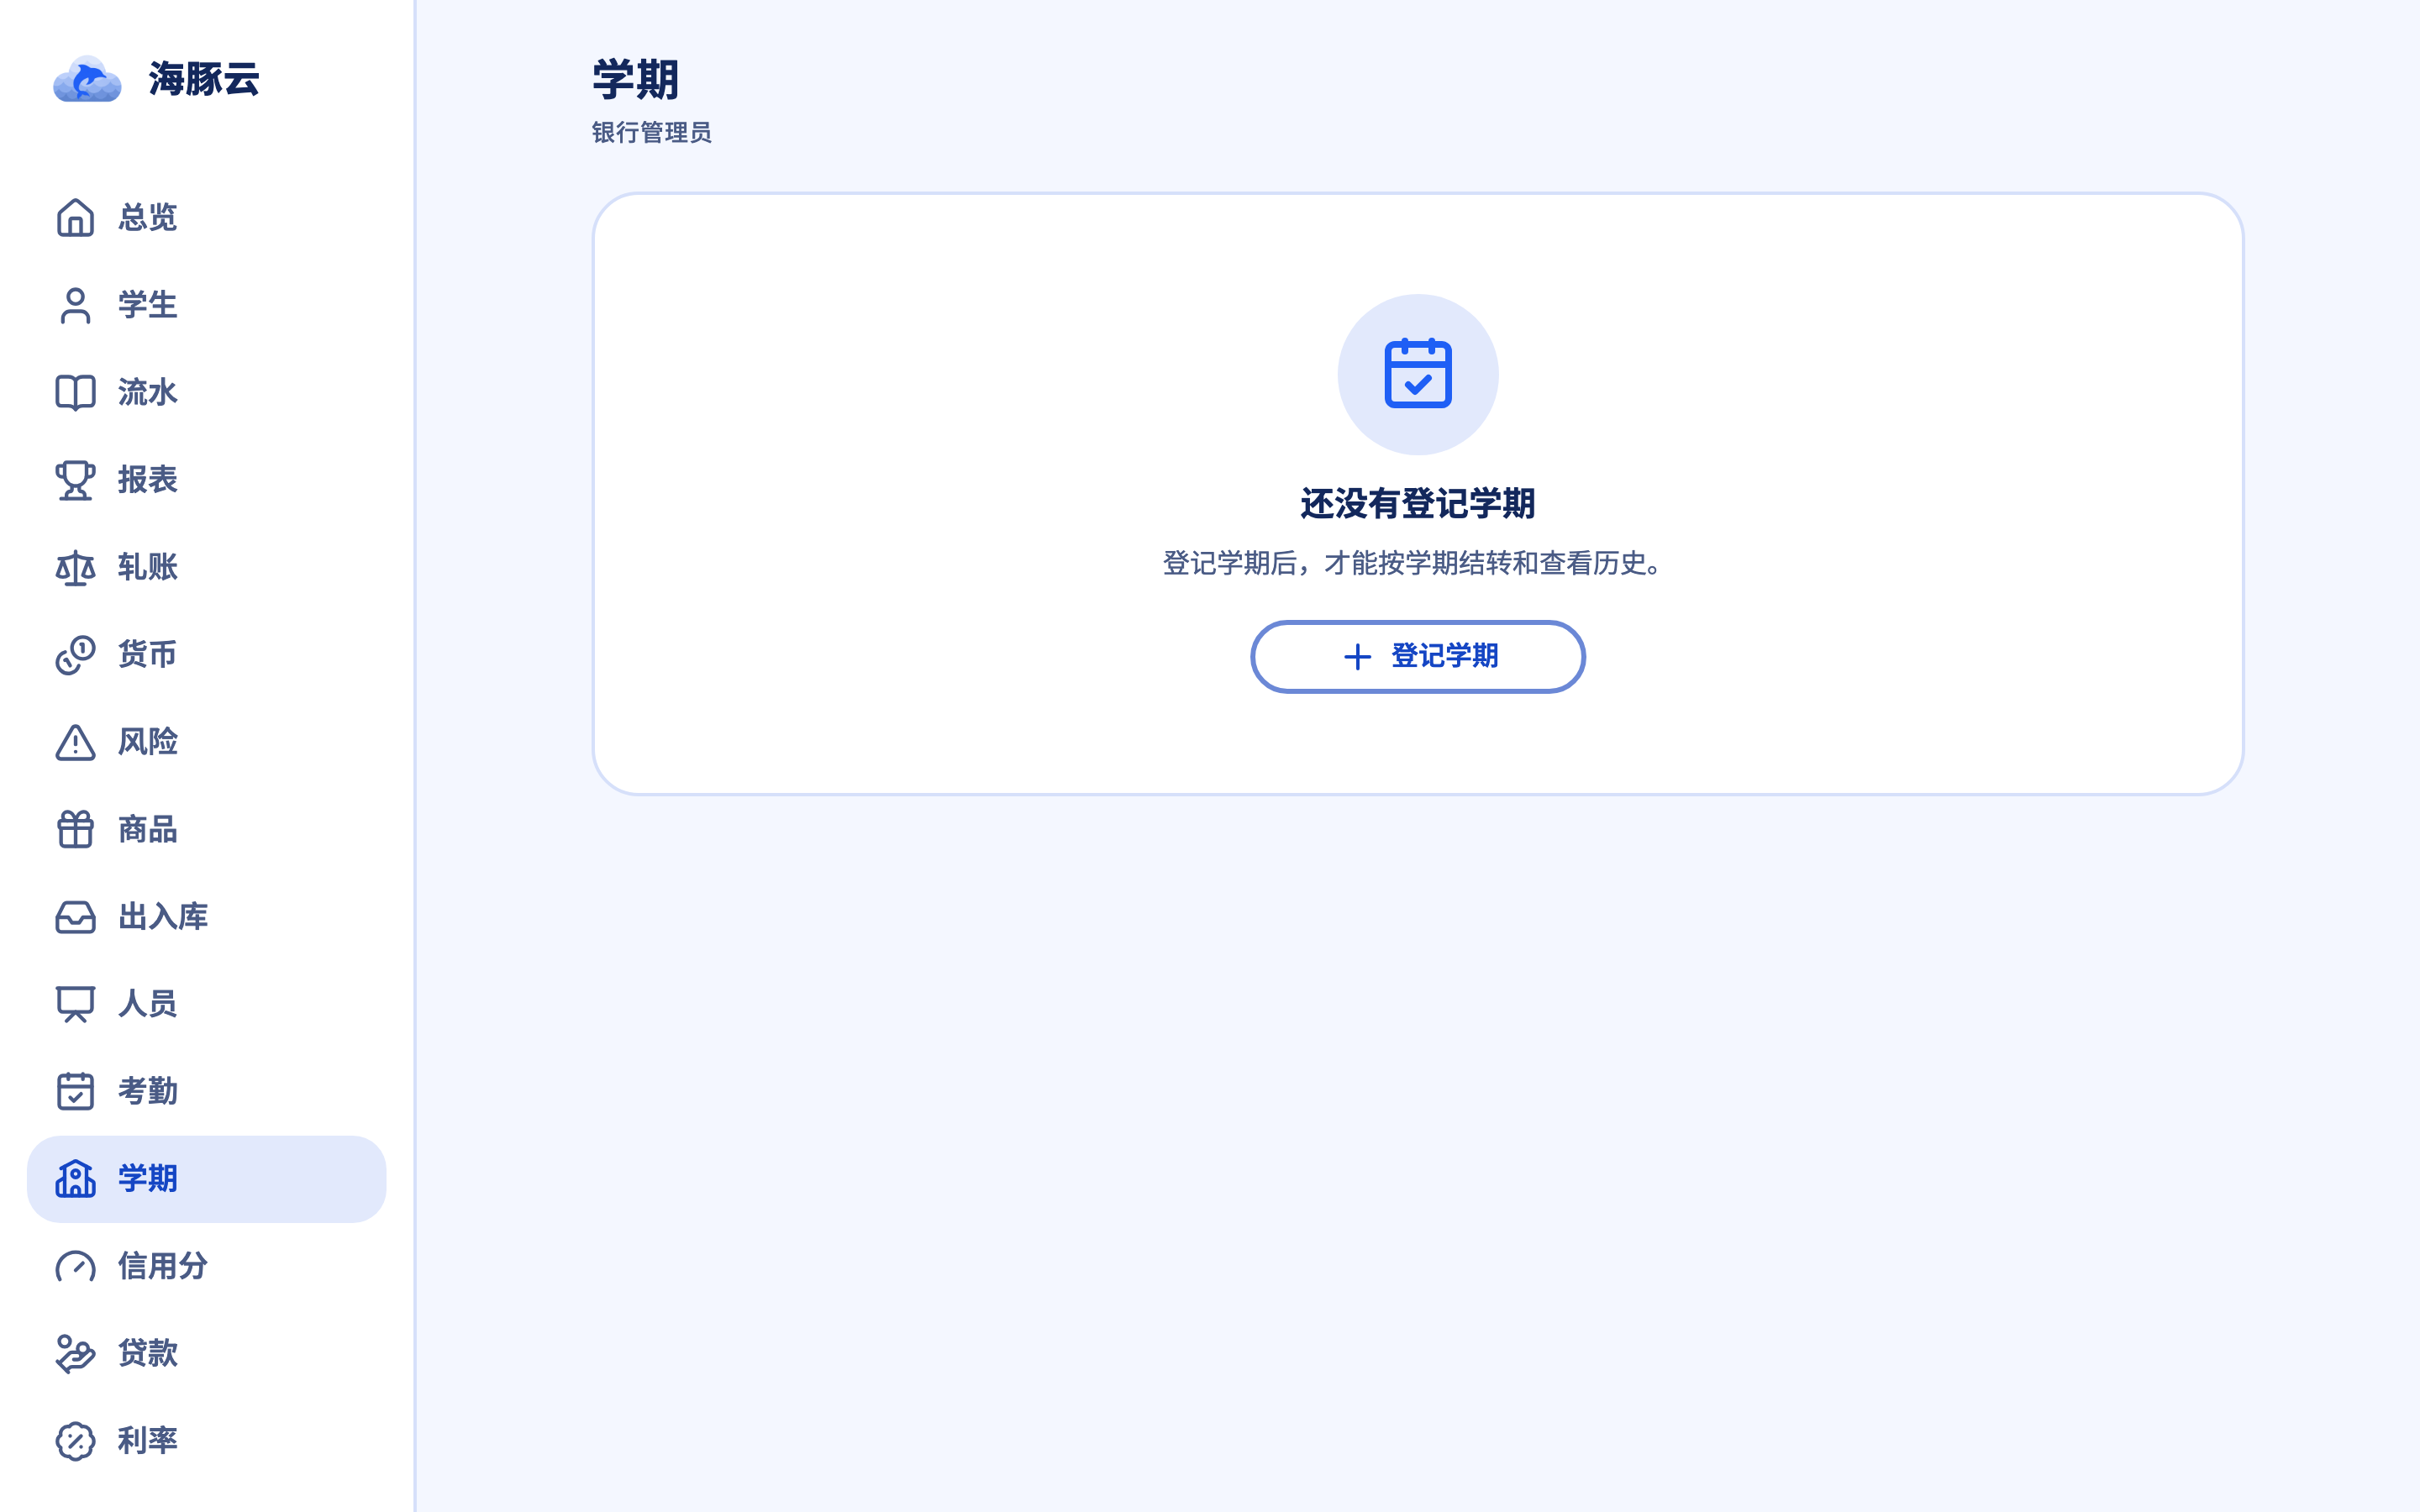 海豚云
总览
学生
流水
报表
轧账
货币
风险
商品
出入库
人员
考勤
学期
信用分
贷款
利率
学期
银行管理员
还没有登记学期
登记学期后，才能按学期结转和查看历史。
登记学期